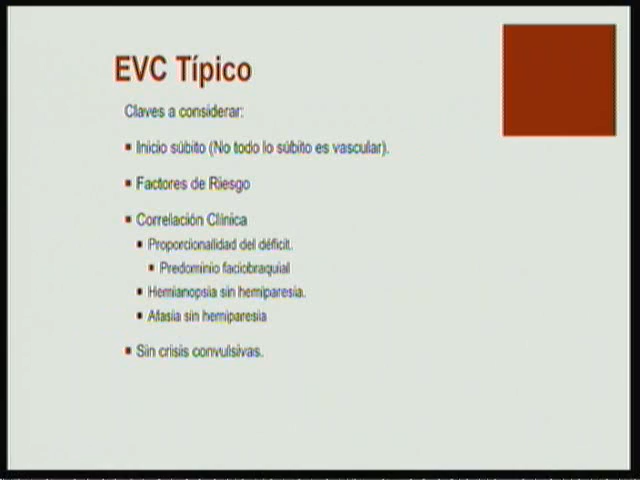 EVC Típico
Claves a considerar:
Inicio súbito (No todo lo súbito es vascular).
Factores de Riesgo
Correlación Clínica
Proporcionalidad del déficit.
Predominio faciobraquial
Hemianopsia sin hemiparesia.
Afasia sin hemiparesia
Sin crisis convulsivas.